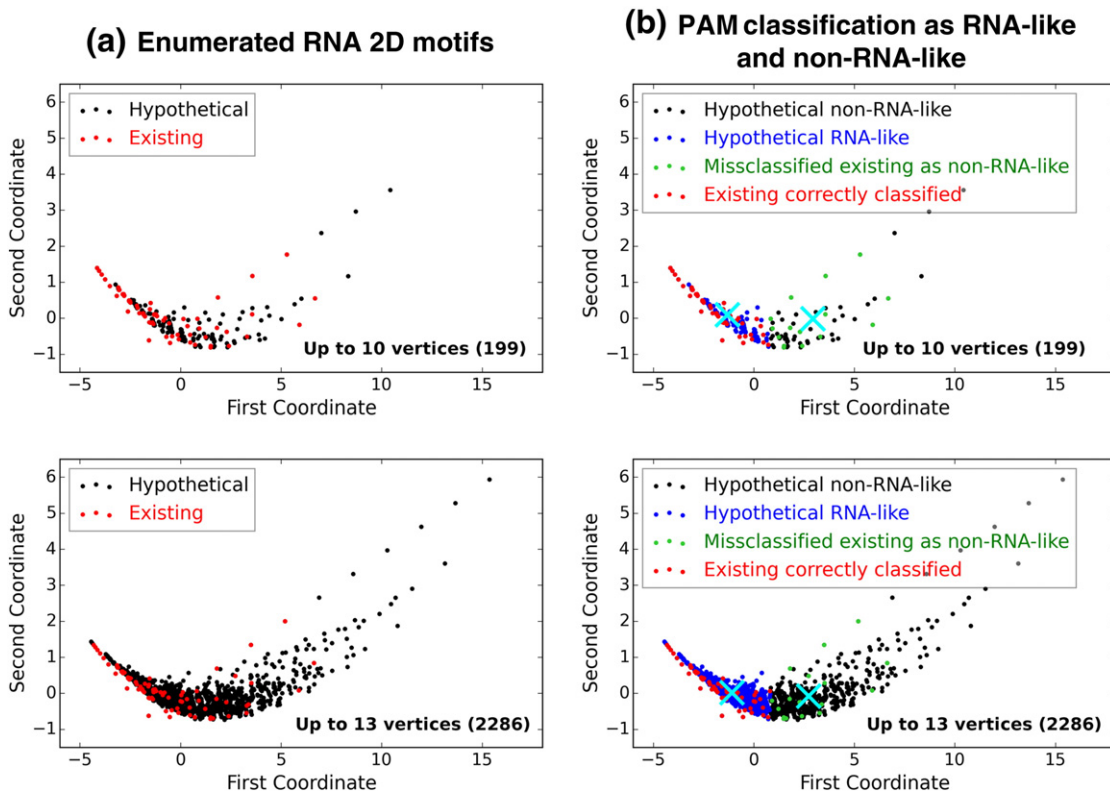 (a) Enumerated RNA 2D motifs
(b) PAM classification as RNA-like
and non-RNA-like
Second Coordinate
6
5
4
3
2
1
0
−1
Hypothetical
Existing
Up to 10 vertices (199)
−5 0 5 10 15
First Coordinate
Second Coordinate
6
5
4
3
2
1
0
−1
Hypothetical non-RNA-like
Hypothetical RNA-like
Missclassified existing as non-RNA-like
Existing correctly classified
Up to 10 vertices (199)
−5 0 5 10 15
First Coordinate
Second Coordinate
6
5
4
3
2
1
0
−1
Hypothetical
Existing
Up to 13 vertices (2286)
−5 0 5 10 15
First Coordinate
Second Coordinate
6
5
4
3
2
1
0
−1
Hypothetical non-RNA-like
Hypothetical RNA-like
Missclassified existing as non-RNA-like
Existing correctly classified
Up to 13 vertices (2286)
−5 0 5 10 15
First Coordinate